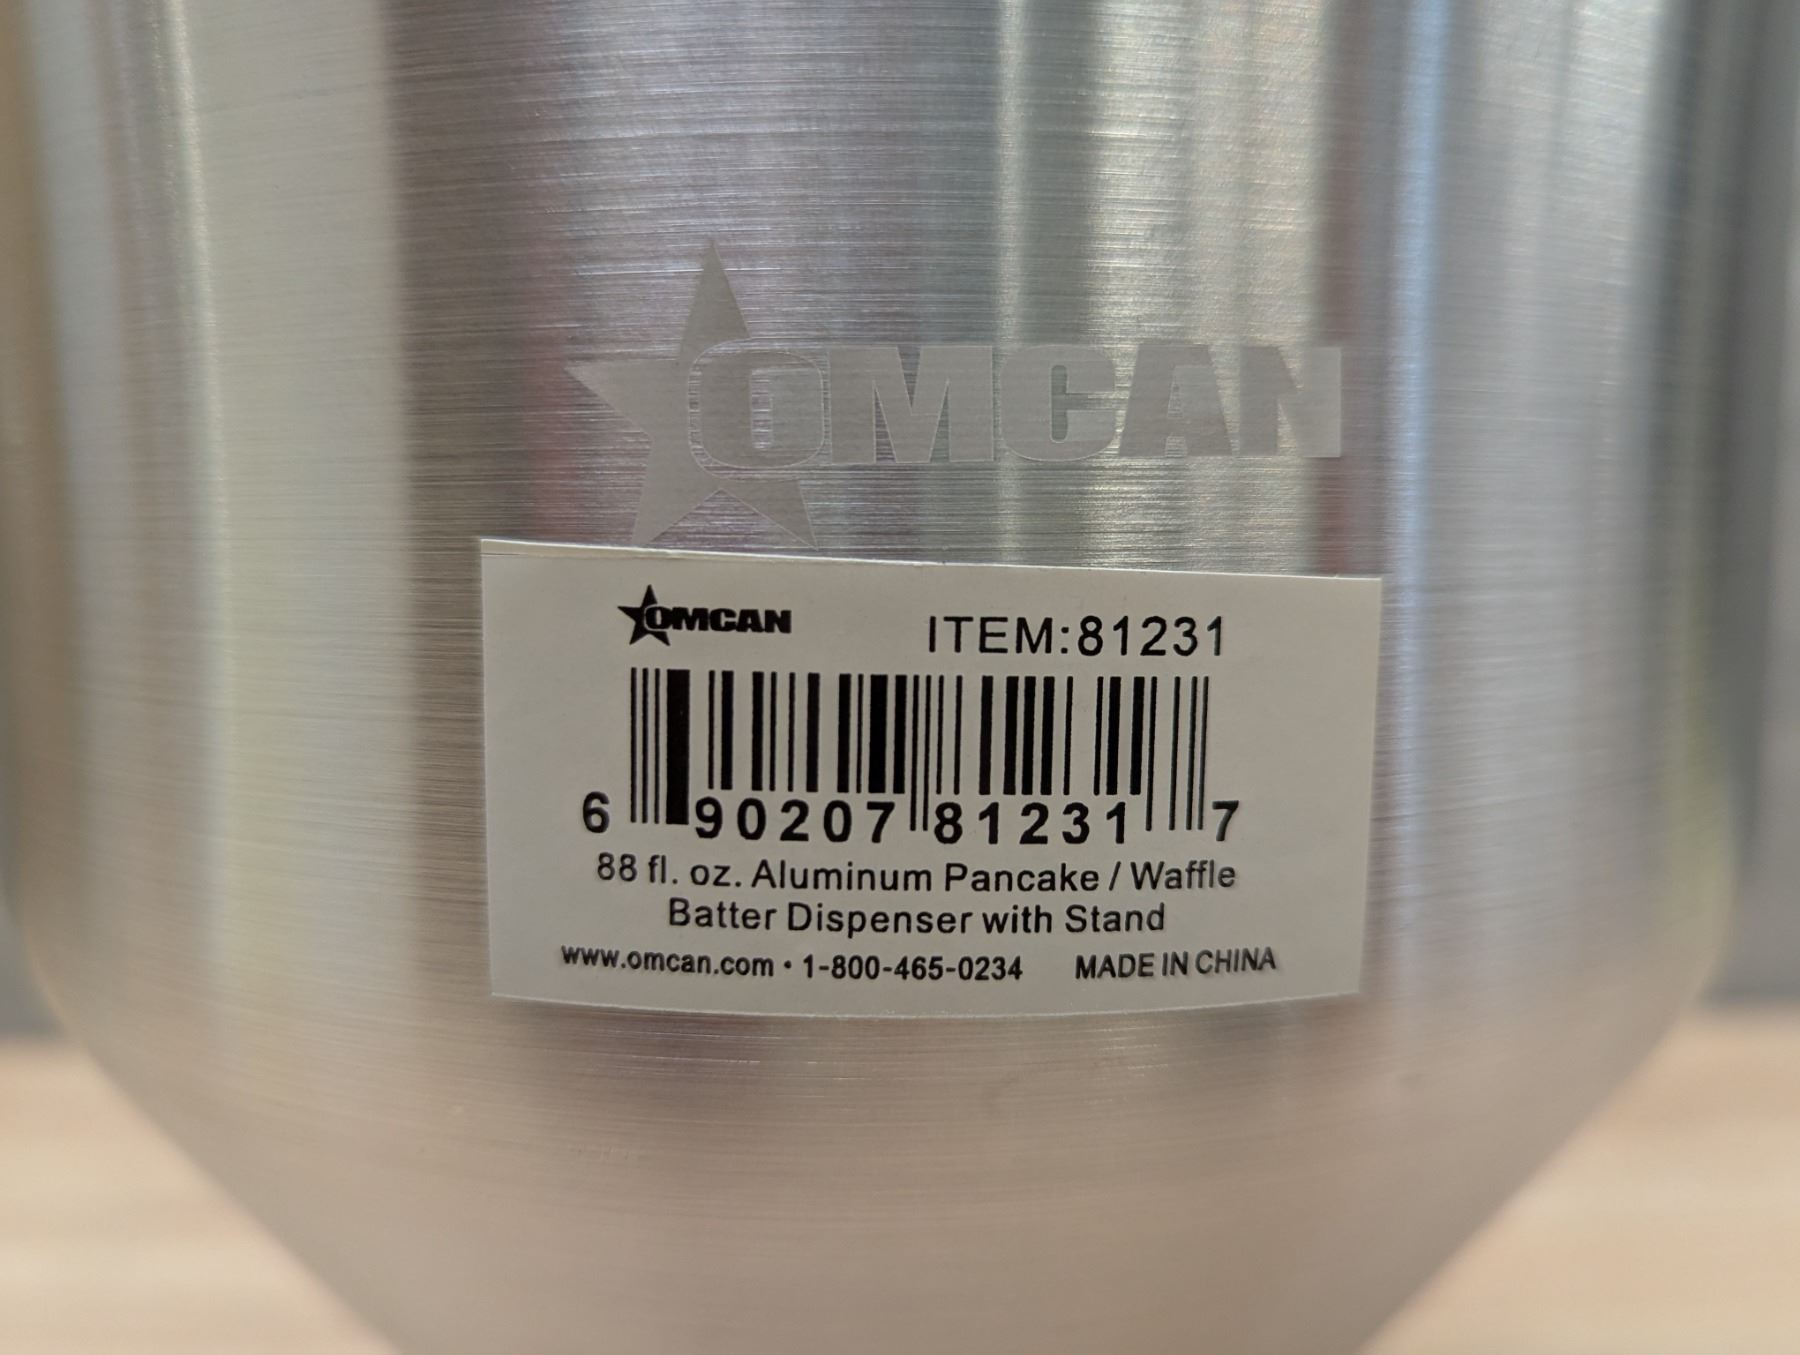 OMCAN
OMCAN ITEM:81231
6 90207 81231 7
88 fl. oz. Aluminum Pancake / Waffle
Batter Dispenser with Stand
www.omcan.com • 1-800-465-0234 MADE IN CHINA